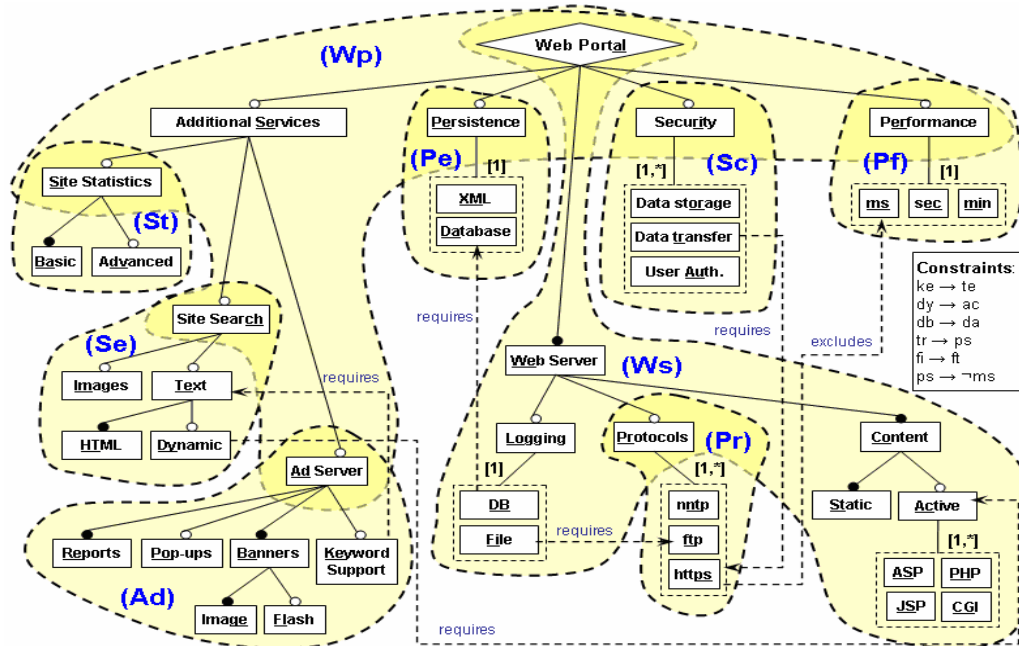 Web Portal
(Wp)
Additional Services
Persistence
Security
Performance
(Pe)
[1]
[1,*]
(Sc)
(Pf)
[1]
Site Statistics
XML
Database
Data storage
Data transfer
User Auth.
ms
sec
min
(St)
Basic
Advanced
Constraints:
ke → te
dy → ac
db → da
tr → ps
fi → ft
ps → ¬ms
Site Search
(Se)
requires
requires
excludes
Images
Text
requires
Web Server
(Ws)
HTML
Dynamic
Logging
Protocols
(Pr)
Content
Ad Server
[1]
[1,*]
DB
File
requires
nntp
ftp
https
Static
Active
[1,*]
Reports
Pop-ups
Banners
Keyword
Support
ASP
PHP
JSP
CGI
(Ad)
Image
Flash
requires